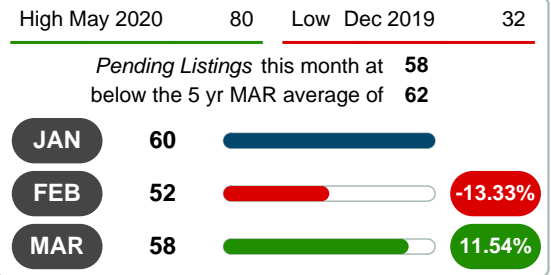 High May 2020 80 Low Dec 2019 32
Pending Listings this month at 58
below the 5 yr MAR average of 62
JAN 60
FEB 52 -13.33%
MAR 58 11.54%